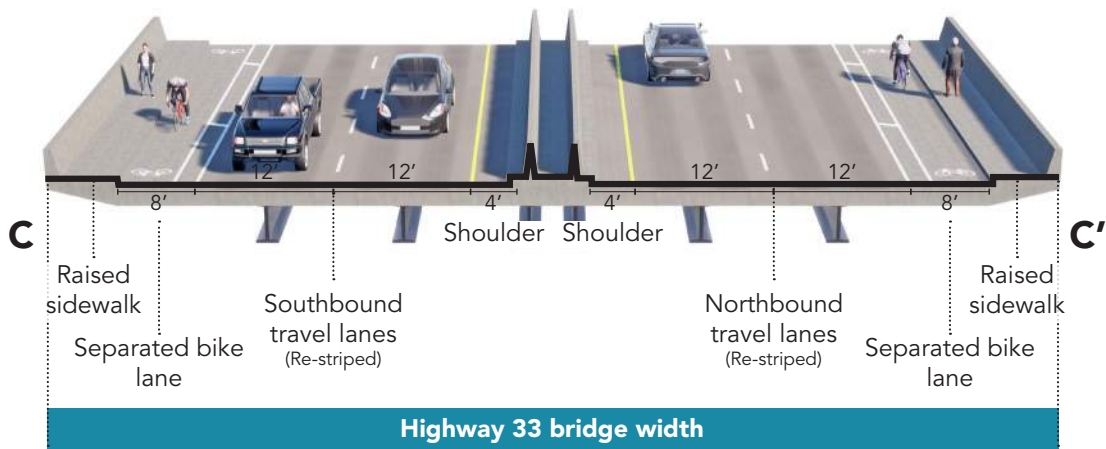 12’ 12’ 12’ 12’
8’ 4’ 4’ 8’
C Shoulder Shoulder C’
Raised
sidewalk
Southbound
travel lanes
(Re-striped)
Northbound
travel lanes
(Re-striped)
Raised
sidewalk
Separated bike
lane
Separated bike
lane
Highway 33 bridge width